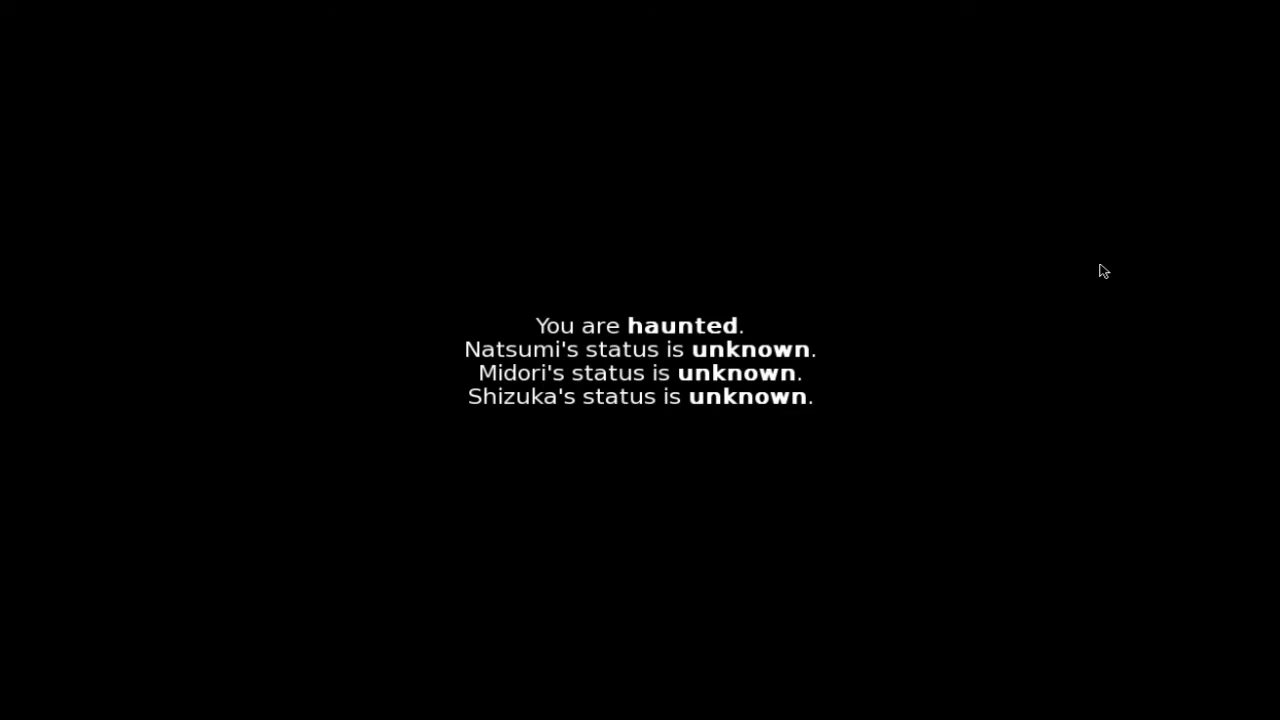 You are haunted.
Natsumi's status is unknown.
Midori's status is unknown.
Shizuka's status is unknown.